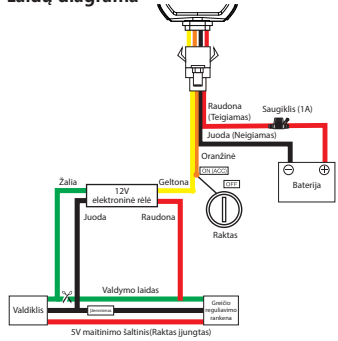 Laidų diagrama
Raudona
(Teigiamas)
Saugiklis (1A)
Juoda (Neigiamas)
Oranžinė
ON (ACC)
OFF
Baterija
Žalia
Geltona
12V
elektroninė rėlė
Juoda
Raudona
Raktas
Valdymo laidas
Valdiklis
Įžeminimas
Greičio
reguliavimo
rankena
5V maitinimo šaltinis(Raktas įjungtas)